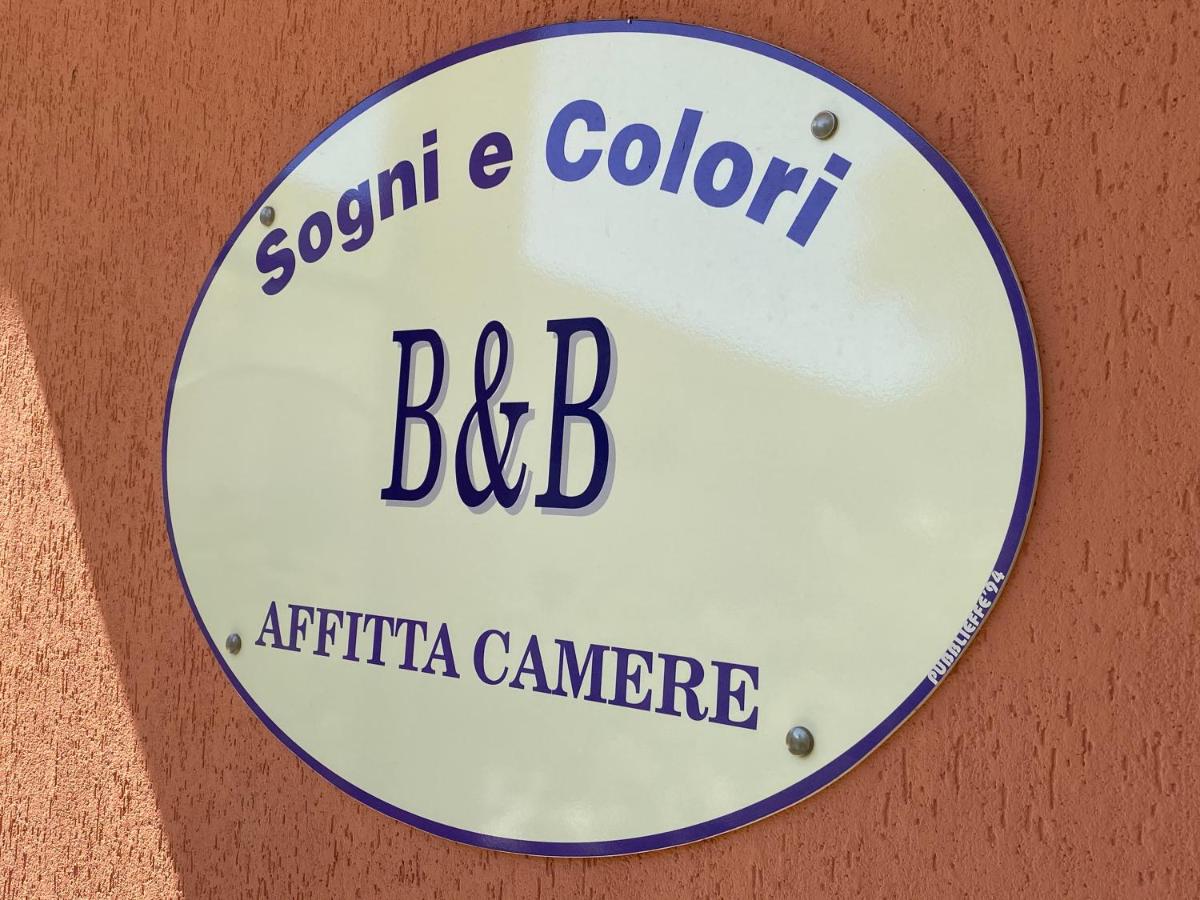 Sogni e Colori
B&B
AFFITTA CAMERE
PUBBLIEFFE'94